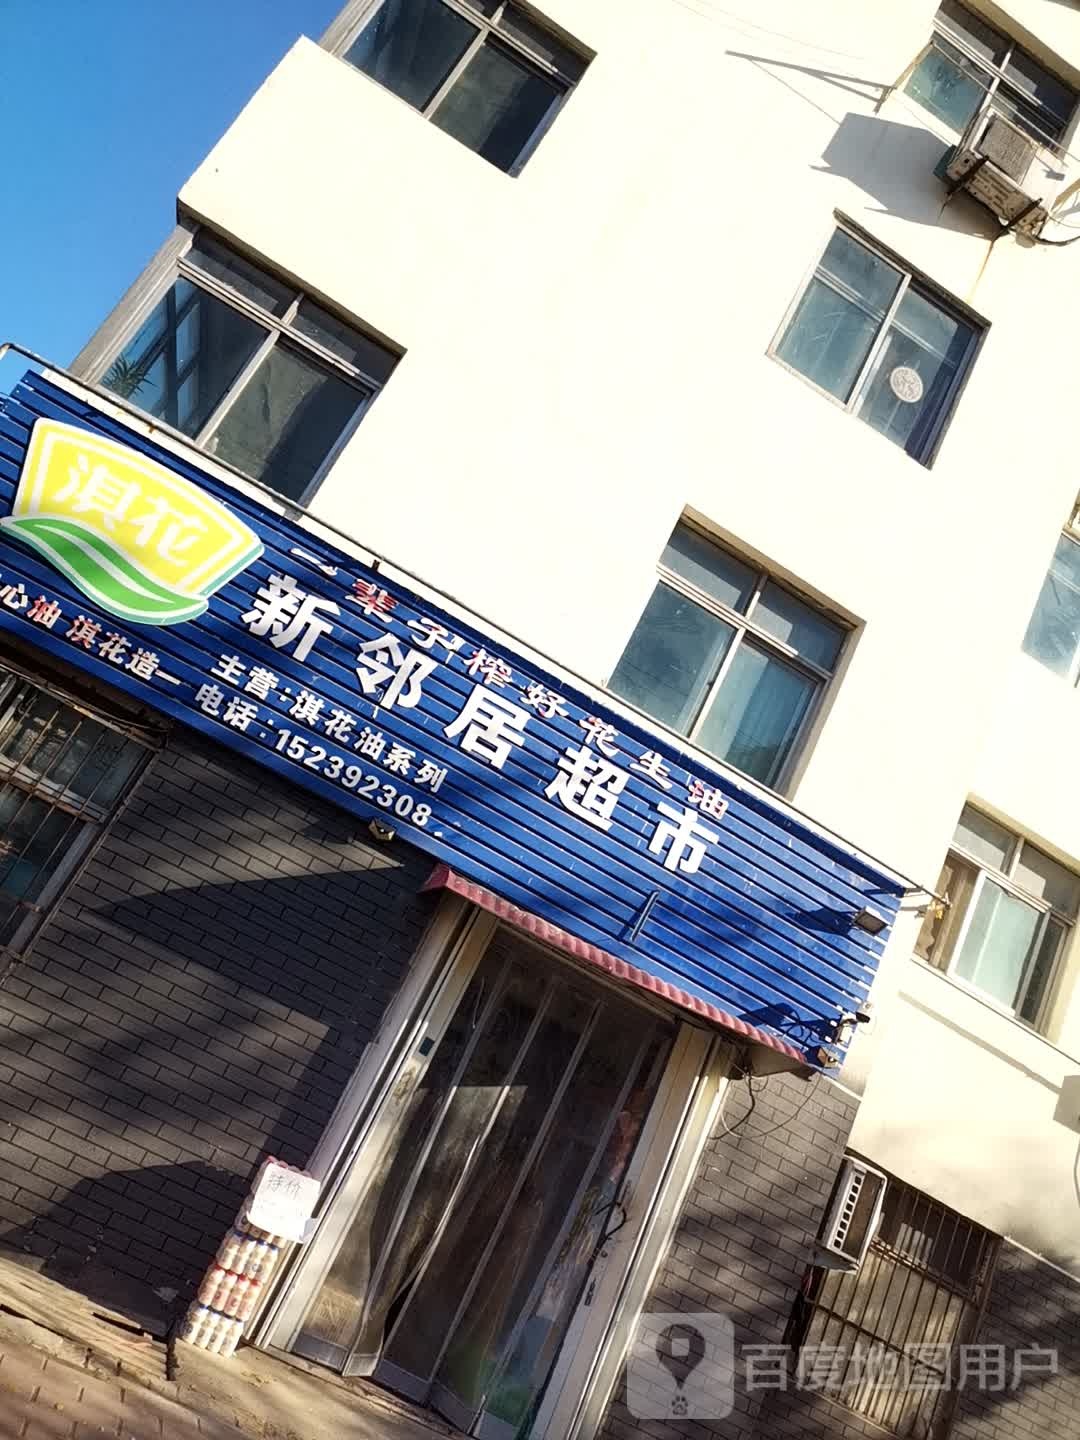 淇花
一辈子 榨好花生油
新邻居超市
主营:淇花油系列
心油 淇花造一
电话:15239230８
特价
百度地图用户